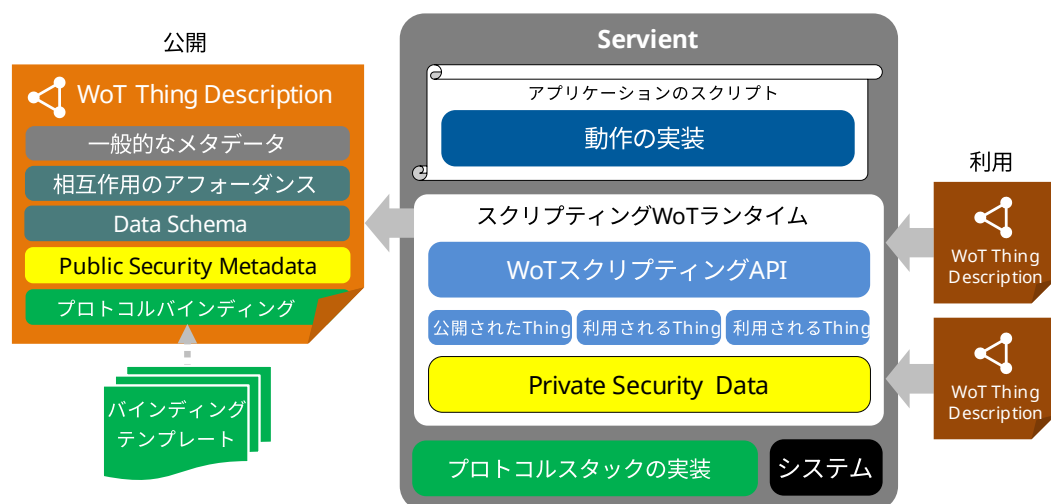 公開
WoT Thing Description
一般的なメタデータ
相互作用のアフォーダンス
Data Schema
Public Security Metadata
プロトコルバインディング
バインディング
テンプレート
Servient
アプリケーションのスクリプト
動作の実装
スクリプティングWoTランタイム
WoTスクリプティングAPI
公開されたThing
利用されるThing
利用されるThing
Private Security Data
プロトコルスタックの実装
システム
利用
WoT Thing
Description
WoT Thing
Description